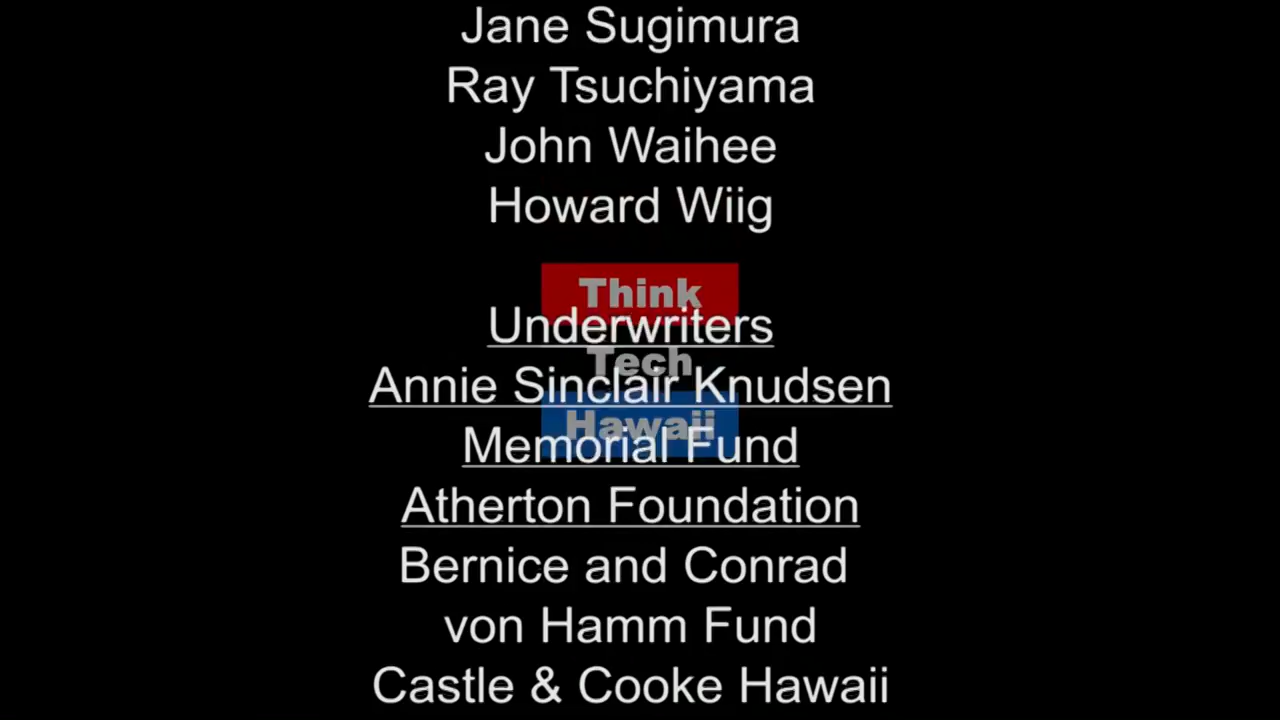 Jane Sugimura
Ray Tsuchiyama
John Waihee
Howard Wiig
Think
Underwriters
Tech
Annie Sinclair Knudsen
Hawaii
Memorial Fund
Atherton Foundation
Bernice and Conrad
von Hamm Fund
Castle & Cooke Hawaii